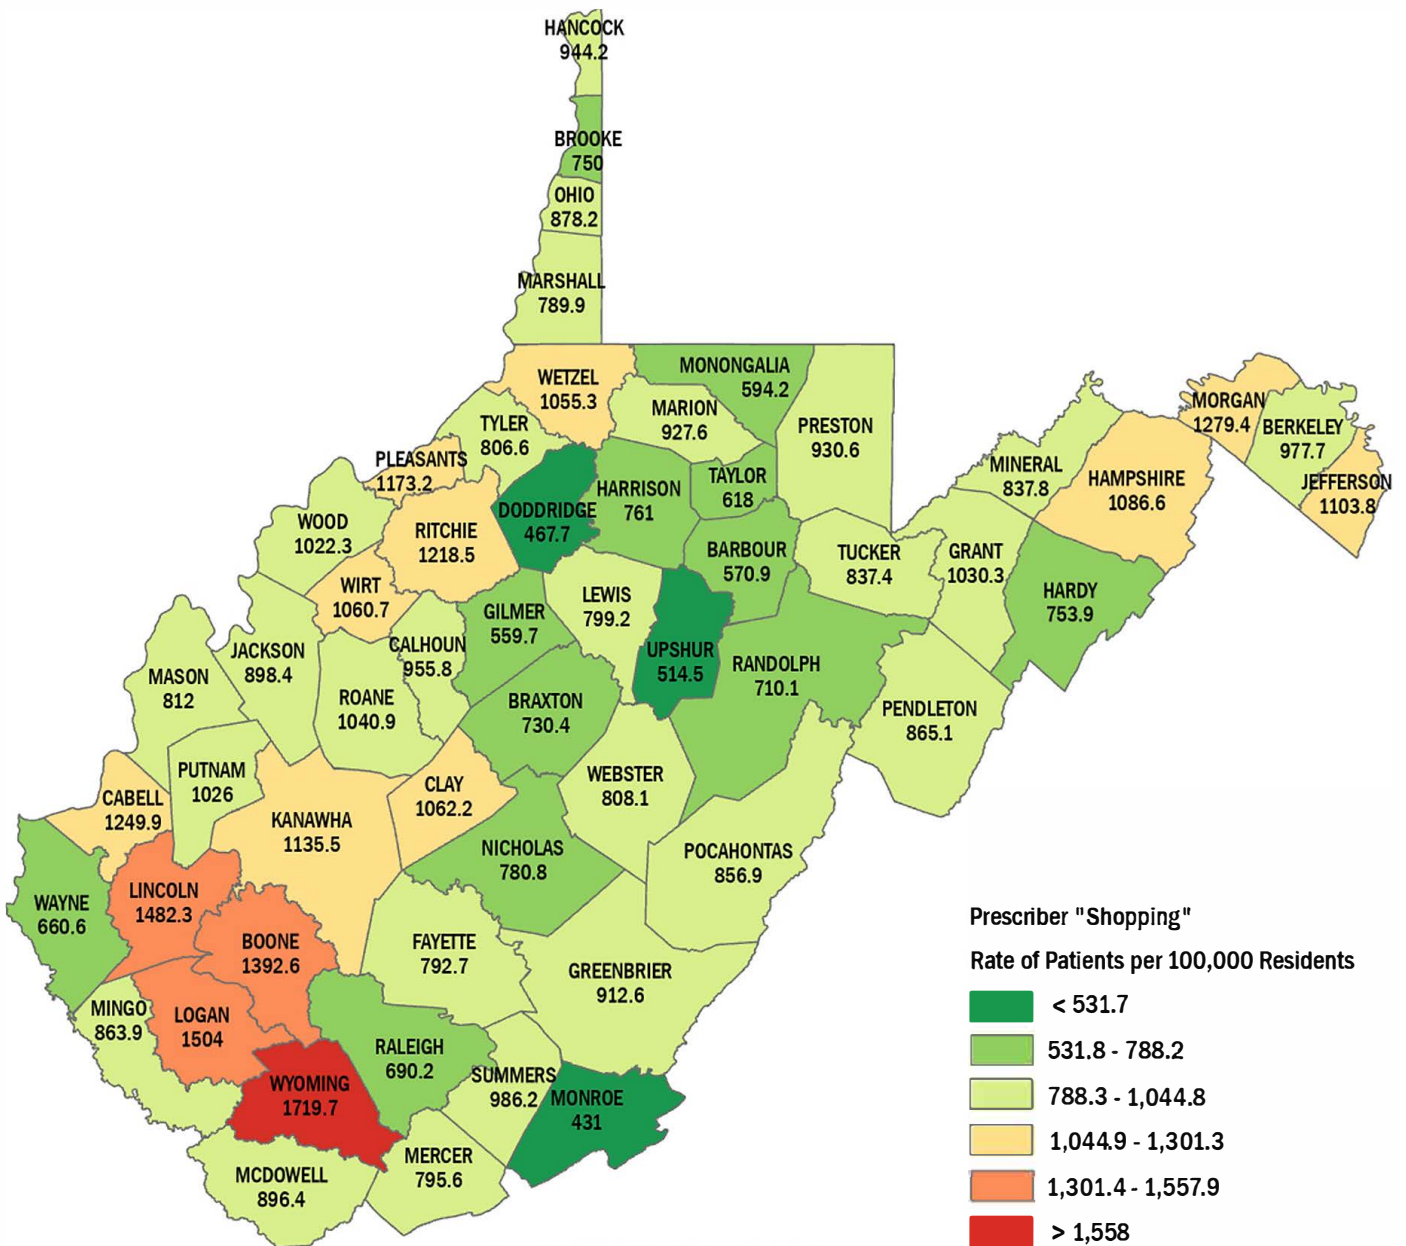 HANCOCK
944.2
BROOKE
750
OHIO
878.2
MARSHALL
789.9
WETZEL
1055.3
MONONGALIA
594.2
MARION
927.6
PRESTON
930.6
TYLER
806.6
PLEASANTS
1173.2
MORGAN
1279.4
BERKELEY
977.7
JEFFERSON
1103.8
MINERAL
837.8
HAMPSHIRE
1086.6
WOOD
1022.3
RITCHIE
1218.5
DODDRIDGE
467.7
HARRISON
761
TAYLOR
618
BARBOUR
570.9
TUCKER
837.4
GRANT
1030.3
HARDY
753.9
WIRT
1060.7
GILMER
559.7
LEWIS
799.2
UPSHUR
514.5
RANDOLPH
710.1
CALHOUN
955.8
JACKSON
898.4
MASON
812
ROANE
1040.9
BRAXTON
730.4
PENDLETON
865.1
PUTNAM
1026
CABELL
1249.9
KANAWHA
1135.5
CLAY
1062.2
WEBSTER
808.1
NICHOLAS
780.8
POCAHONTAS
856.9
WAYNE
660.6
LINCOLN
1482.3
BOONE
1392.6
FAYETTE
792.7
GREENBRIER
912.6
MINGO
863.9
LOGAN
1504
RALEIGH
690.2
WYOMING
1719.7
SUMMERS
986.2
MONROE
431
MCDOWELL
896.4
MERCER
795.6
Prescriber "Shopping"
Rate of Patients per 100,000 Residents
< 531.7
531.8 - 788.2
788.3 - 1,044.8
1,044.9 - 1,301.3
1,301.4 - 1,557.9
> 1,558